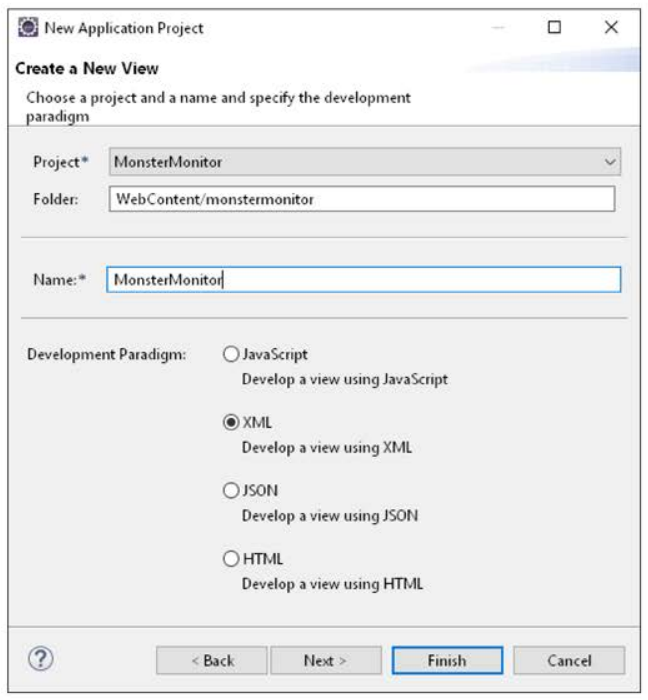 New Application Project
Create a New View
Choose a project and a name and specify the development
paradigm
Project* MonsterMonitor
Folder: WebContent/monstermonitor
Name:* MonsterMonitor
Development Paradigm: JavaScript
Develop a view using JavaScript
XML
Develop a view using XML
JSON
Develop a view using JSON
HTML
Develop a view using HTML
? < Back Next > Finish Cancel